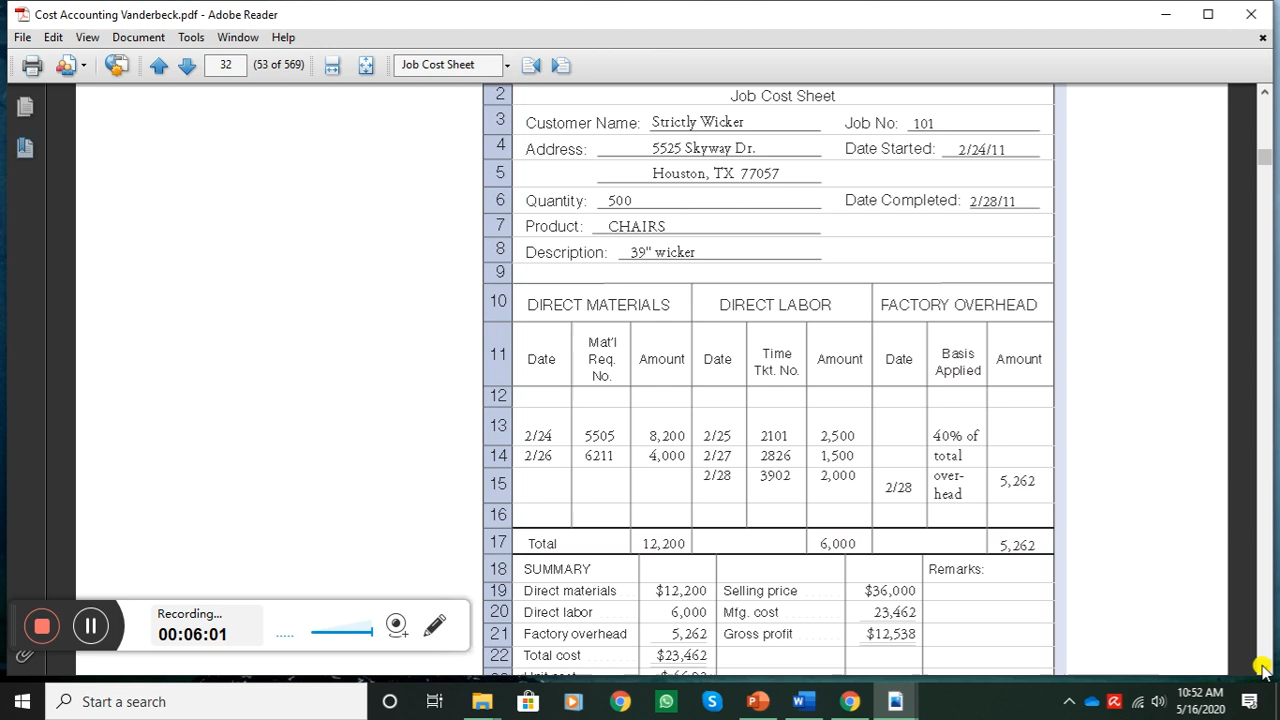 Cost Accounting Vanderbeck.pdf - Adobe Reader
File Edit View Document Tools Window Help
32 (53 of 569) Job Cost Sheet
2 Job Cost Sheet
3 Customer Name: Strictly Wicker Job No: 101
4 Address: 5525 Skyway Dr. Date Started: 2/24/11
5 Houston, TX 77057
6 Quantity: 500 Date Completed: 2/28/11
7 Product: CHAIRS
8 Description: 39" wicker
9
10 DIRECT MATERIALS DIRECT LABOR FACTORY OVERHEAD
11 Date Mat'l Req. No. Amount Date Time Tkt. No. Amount Date Basis Applied Amount
12
13 2/24 5505 8,200 2/25 2101 2,500 40% of
14 2/26 6211 4,000 2/27 2826 1,500 total
15 2/28 3902 2,000 2/28 over-head 5,262
16
17 Total 12,200 6,000 5,262
18 SUMMARY Remarks:
19 Direct materials $12,200 Selling price $36,000
20 Direct labor 6,000 Mfg. cost 23,462
21 Factory overhead 5,262 Gross profit $12,538
22 Total cost $23,462
Recording...
00:06:01
Start a search
10:52 AM
5/16/2020